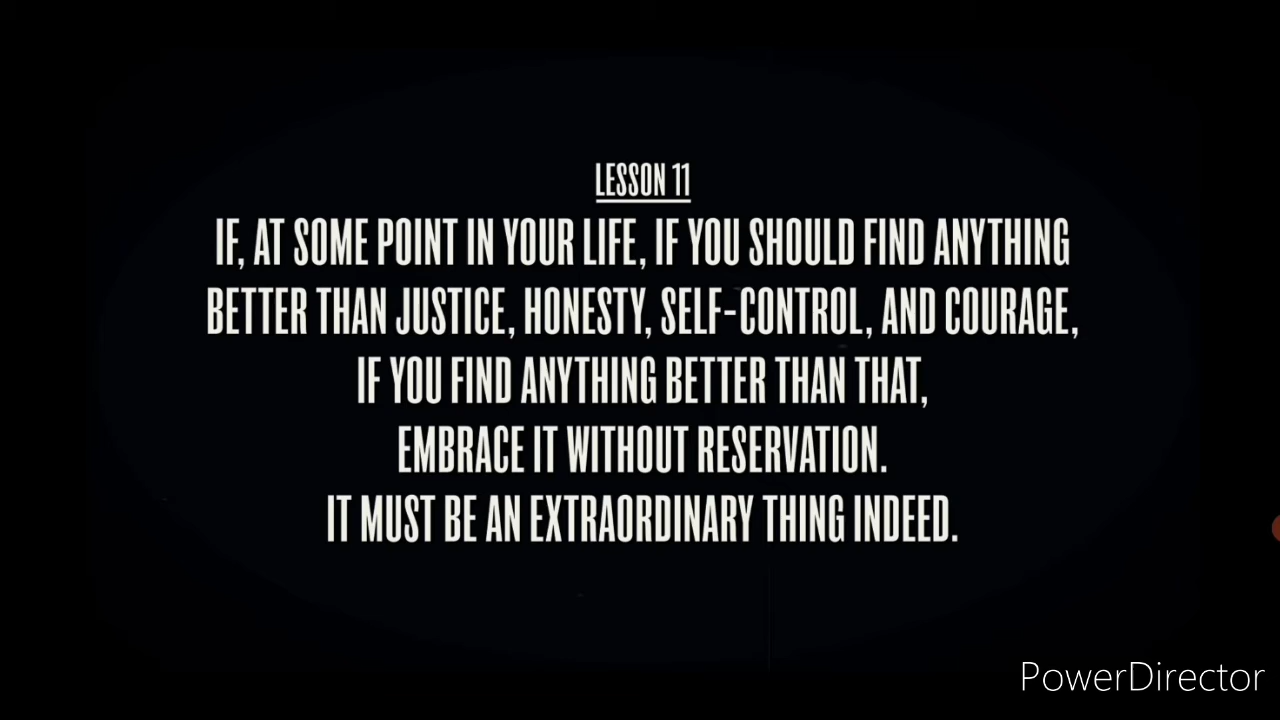 LESSON 11
IF, AT SOME POINT IN YOUR LIFE, IF YOU SHOULD FIND ANYTHING
BETTER THAN JUSTICE, HONESTY, SELF-CONTROL, AND COURAGE,
IF YOU FIND ANYTHING BETTER THAN THAT,
EMBRACE IT WITHOUT RESERVATION.
IT MUST BE AN EXTRAORDINARY THING INDEED.
PowerDirector